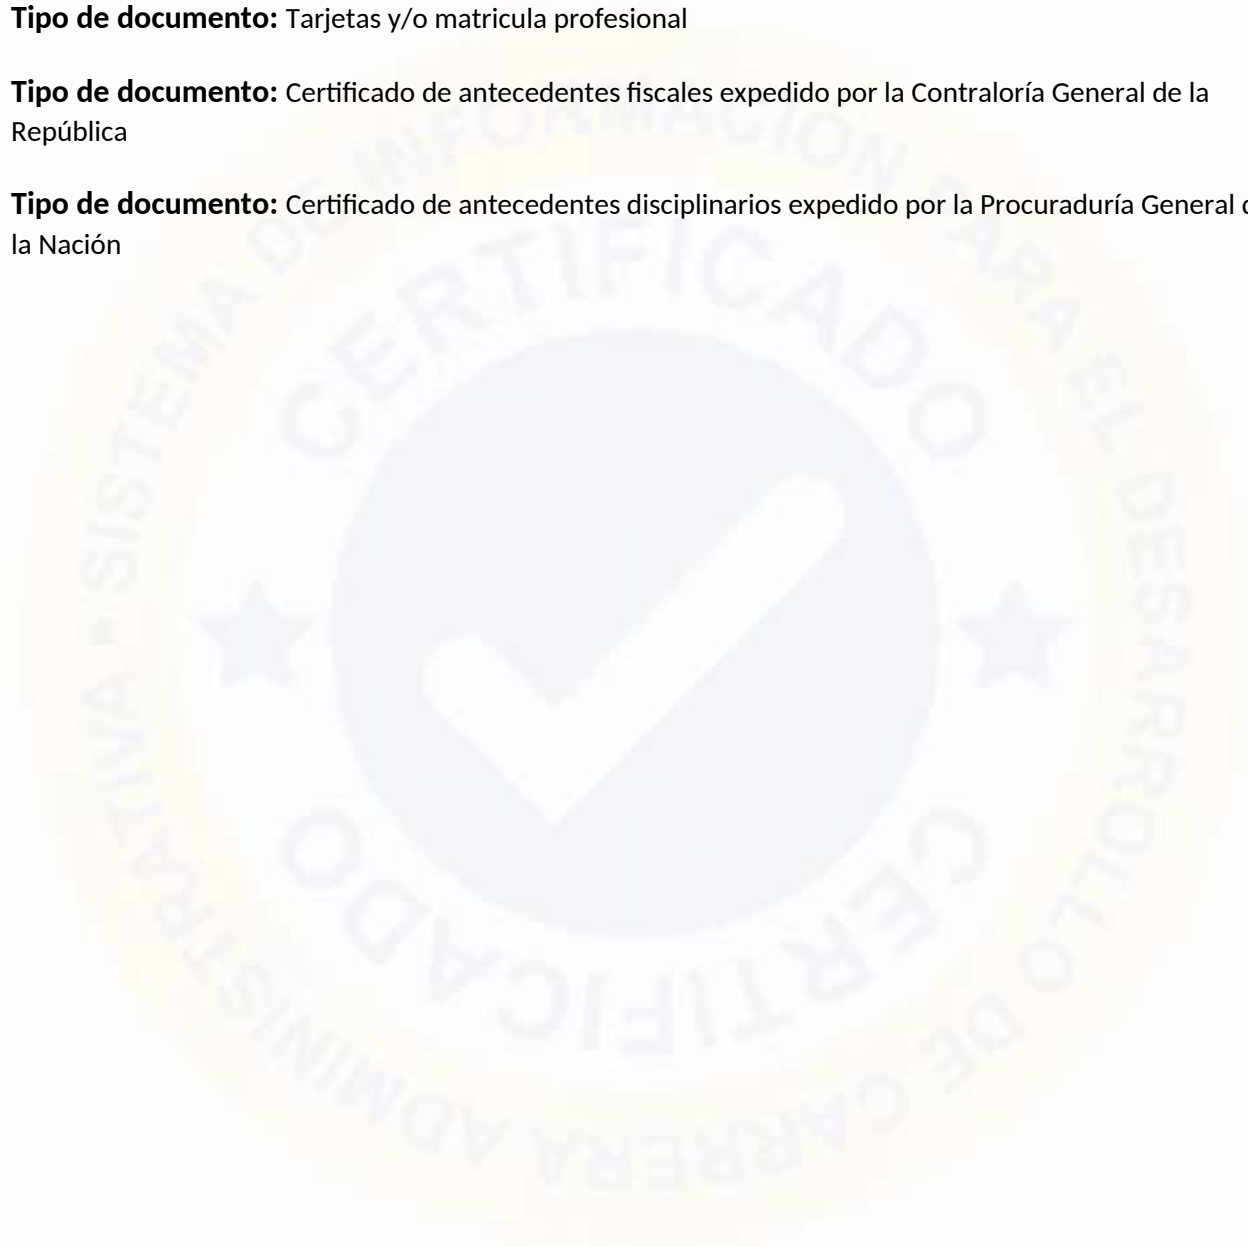 Tipo de documento: Tarjetas y/o matricula profesional
Tipo de documento: Certificado de antecedentes fiscales expedido por la Contraloría General de la
República
Tipo de documento: Certificado de antecedentes disciplinarios expedido por la Procuraduría General
la Nación
• SISTEMA DE INFORMACIÓN PARA EL DESARROLLO DE CARRERA ADMINISTRATIVA
CERTIFICADO
CERTIFICADO